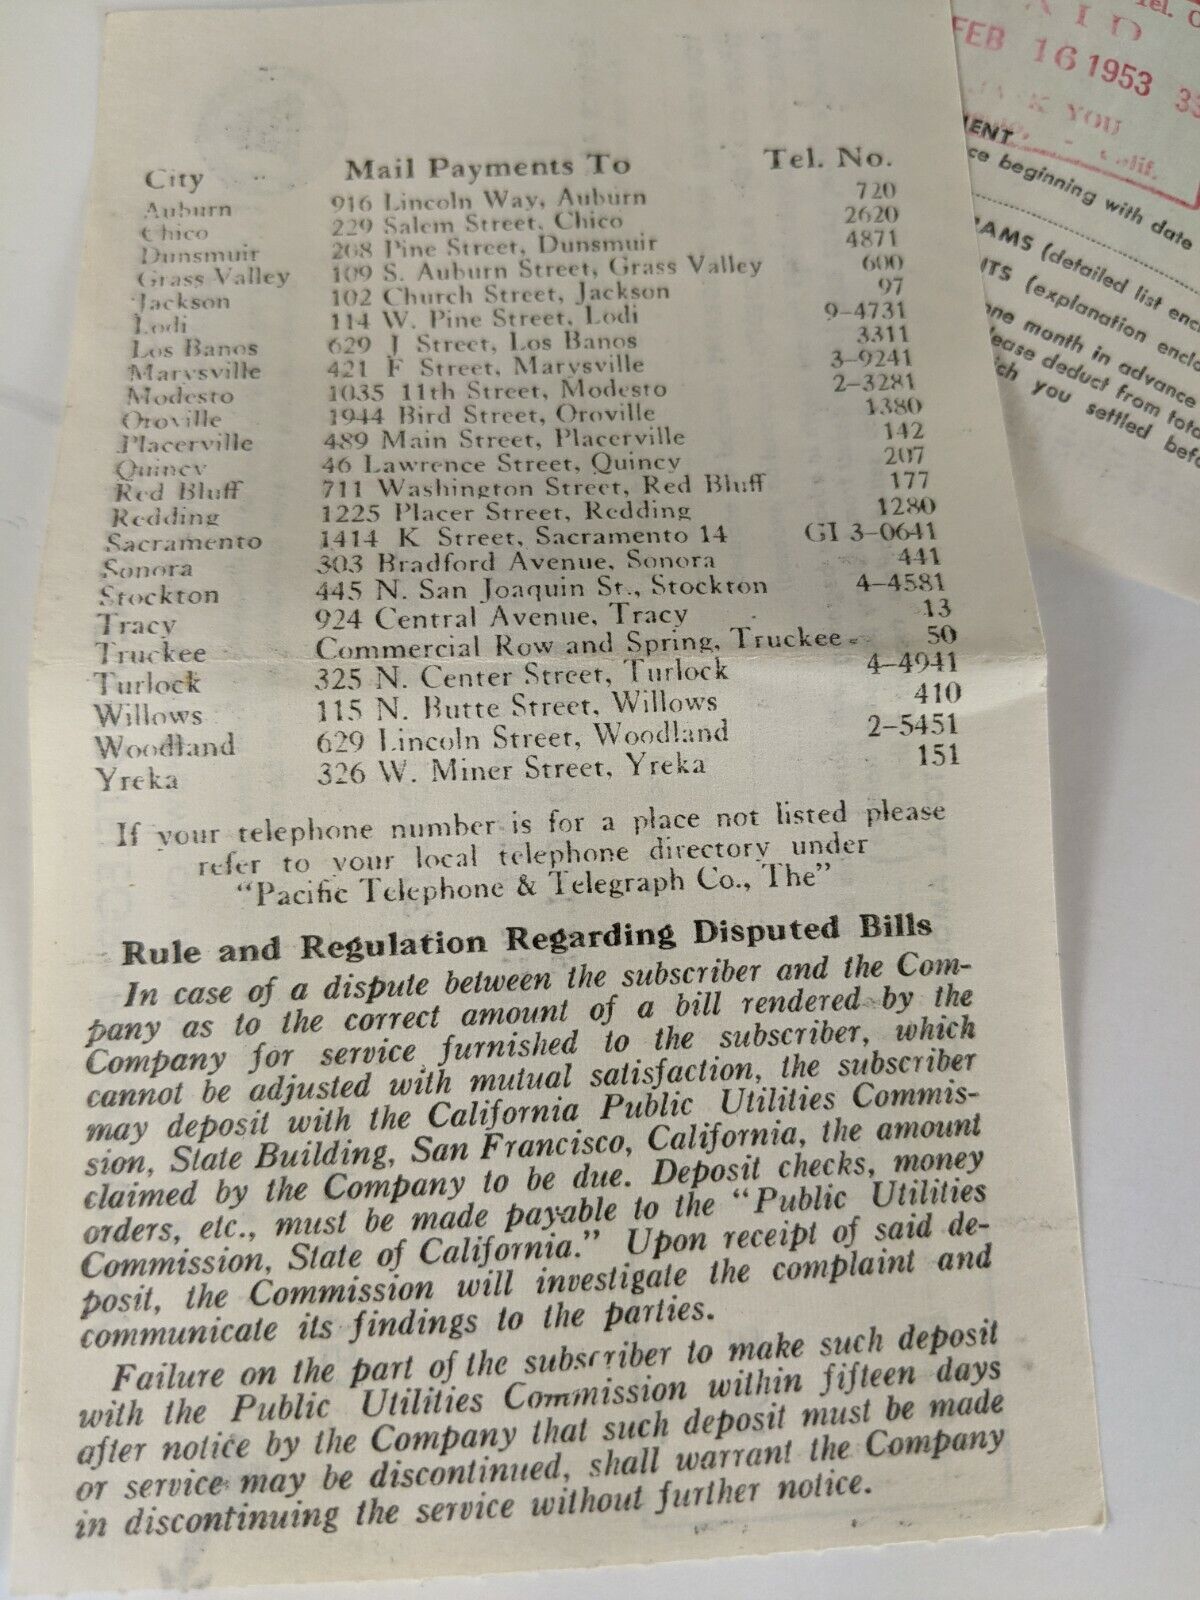 City Mail Payments To Tel. No.
Auburn 916 Lincoln Way, Auburn 720
Chico 229 Salem Street, Chico 2620
Dunsmuir 208 Pine Street, Dunsmuir 4871
Grass Valley 109 S. Auburn Street, Grass Valley 600
Jackson 102 Church Street, Jackson 97
Lodi 114 W. Pine Street, Lodi 9-4731
Los Banos 629 J Street, Los Banos 3311
Marysville 421 F Street, Marysville 3-9241
Modesto 1035 11th Street, Modesto 2-3281
Oroville 1944 Bird Street, Oroville 1380
Placerville 489 Main Street, Placerville 142
Quincy 46 Lawrence Street, Quincy 207
Red Bluff 711 Washington Street, Red Bluff 177
Redding 1225 Placer Street, Redding 1280
Sacramento 1414 K Street, Sacramento 14 GI 3-0641
Sonora 303 Bradford Avenue, Sonora 441
Stockton 445 N. San Joaquin St., Stockton 4-4581
Tracy 924 Central Avenue, Tracy 13
Truckee Commercial Row and Spring, Truckee 50
Turlock 325 N. Center Street, Turlock 4-4941
Willows 115 N. Butte Street, Willows 410
Woodland 629 Lincoln Street, Woodland 2-5451
Yreka 326 W. Miner Street, Yreka 151
If your telephone number is for a place not listed please
refer to your local telephone directory under
"Pacific Telephone & Telegraph Co., The"
Rule and Regulation Regarding Disputed Bills
In case of a dispute between the subscriber and the Com-
pany as to the correct amount of a bill rendered by the
Company for service furnished to the subscriber, which
cannot be adjusted with mutual satisfaction, the subscriber
may deposit with the California Public Utilities Commis-
sion, State Building, San Francisco, California, the amount
claimed by the Company to be due. Deposit checks, money
orders, etc., must be made payable to the "Public Utilities
Commission, State of California." Upon receipt of said de-
posit, the Commission will investigate the complaint and
communicate its findings to the parties.
Failure on the part of the subscriber to make such deposit
with the Public Utilities Commission within fifteen days
after notice by the Company that such deposit must be made
or service may be discontinued, shall warrant the Company
in discontinuing the service without further notice.
Tel.
AID
FEB 16 1953
YOU
Calif.
ENT
ce beginning with date
AMS (detailed list enc
TS (explanation enclo
ne month in advance
ease deduct from tota
ich you settled befo